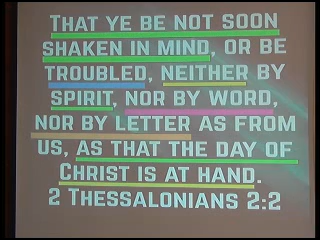 THAT YE BE NOT SOON
SHAKEN IN MIND, OR BE
TROUBLED, NEITHER BY
SPIRIT, NOR BY WORD,
NOR BY LETTER AS FROM
US, AS THAT THE DAY OF
CHRIST IS AT HAND.
2 THESSALONIANS 2:2